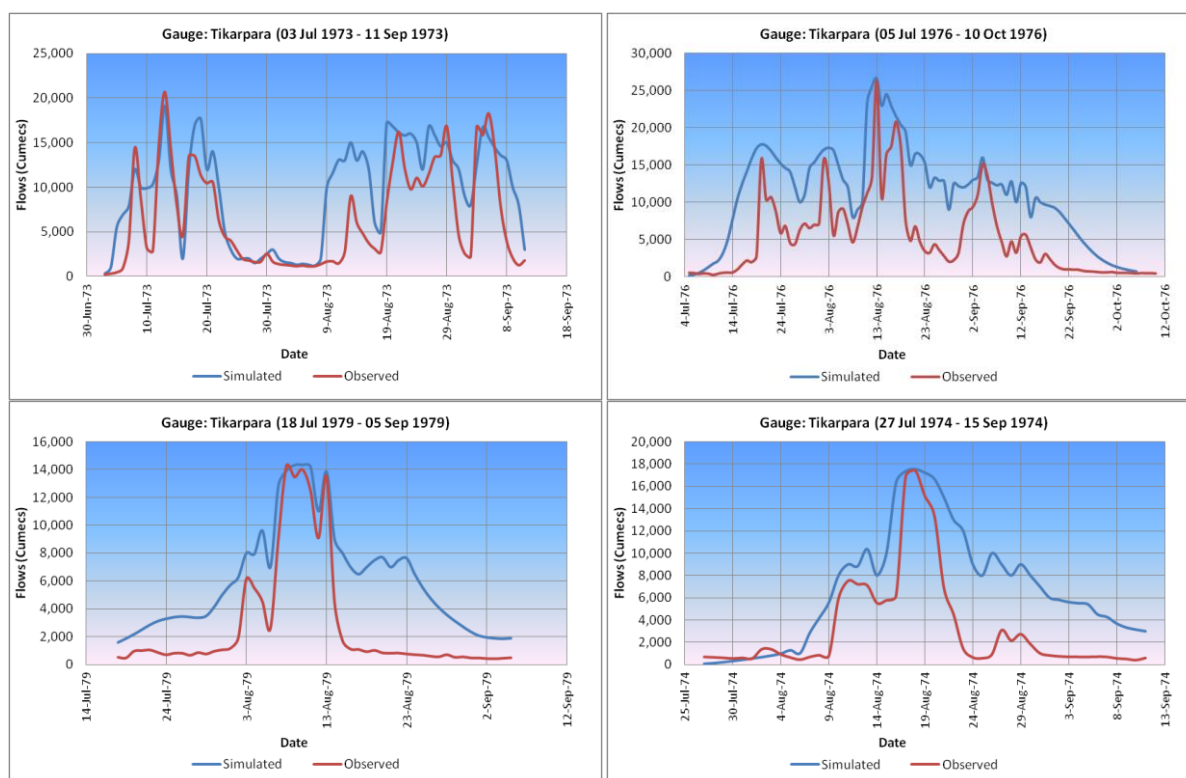 Gauge: Tikarpara (03 Jul 1973 - 11 Sep 1973)
Flows (Cumecs)
25,000
20,000
15,000
10,000
5,000
0
30-Jun-73
10-Jul-73
20-Jul-73
30-Jul-73
9-Aug-73
19-Aug-73
29-Aug-73
8-Sep-73
18-Sep-73
Date
Simulated Observed
Gauge: Tikarpara (05 Jul 1976 - 10 Oct 1976)
Flows (Cumecs)
30,000
25,000
20,000
15,000
10,000
5,000
0
4-Jul-76
14-Jul-76
24-Jul-76
3-Aug-76
13-Aug-76
23-Aug-76
2-Sep-76
12-Sep-76
22-Sep-76
2-Oct-76
12-Oct-76
Date
Simulated Observed
Gauge: Tikarpara (18 Jul 1979 - 05 Sep 1979)
Flows (Cumecs)
16,000
14,000
12,000
10,000
8,000
6,000
4,000
2,000
0
14-Jul-79
24-Jul-79
3-Aug-79
13-Aug-79
23-Aug-79
2-Sep-79
12-Sep-79
Date
Simulated Observed
Gauge: Tikarpara (27 Jul 1974 - 15 Sep 1974)
Flows (Cumecs)
20,000
18,000
16,000
14,000
12,000
10,000
8,000
6,000
4,000
2,000
0
25-Jul-74
30-Jul-74
4-Aug-74
9-Aug-74
14-Aug-74
19-Aug-74
24-Aug-74
29-Aug-74
3-Sep-74
8-Sep-74
13-Sep-74
Date
Simulated Observed